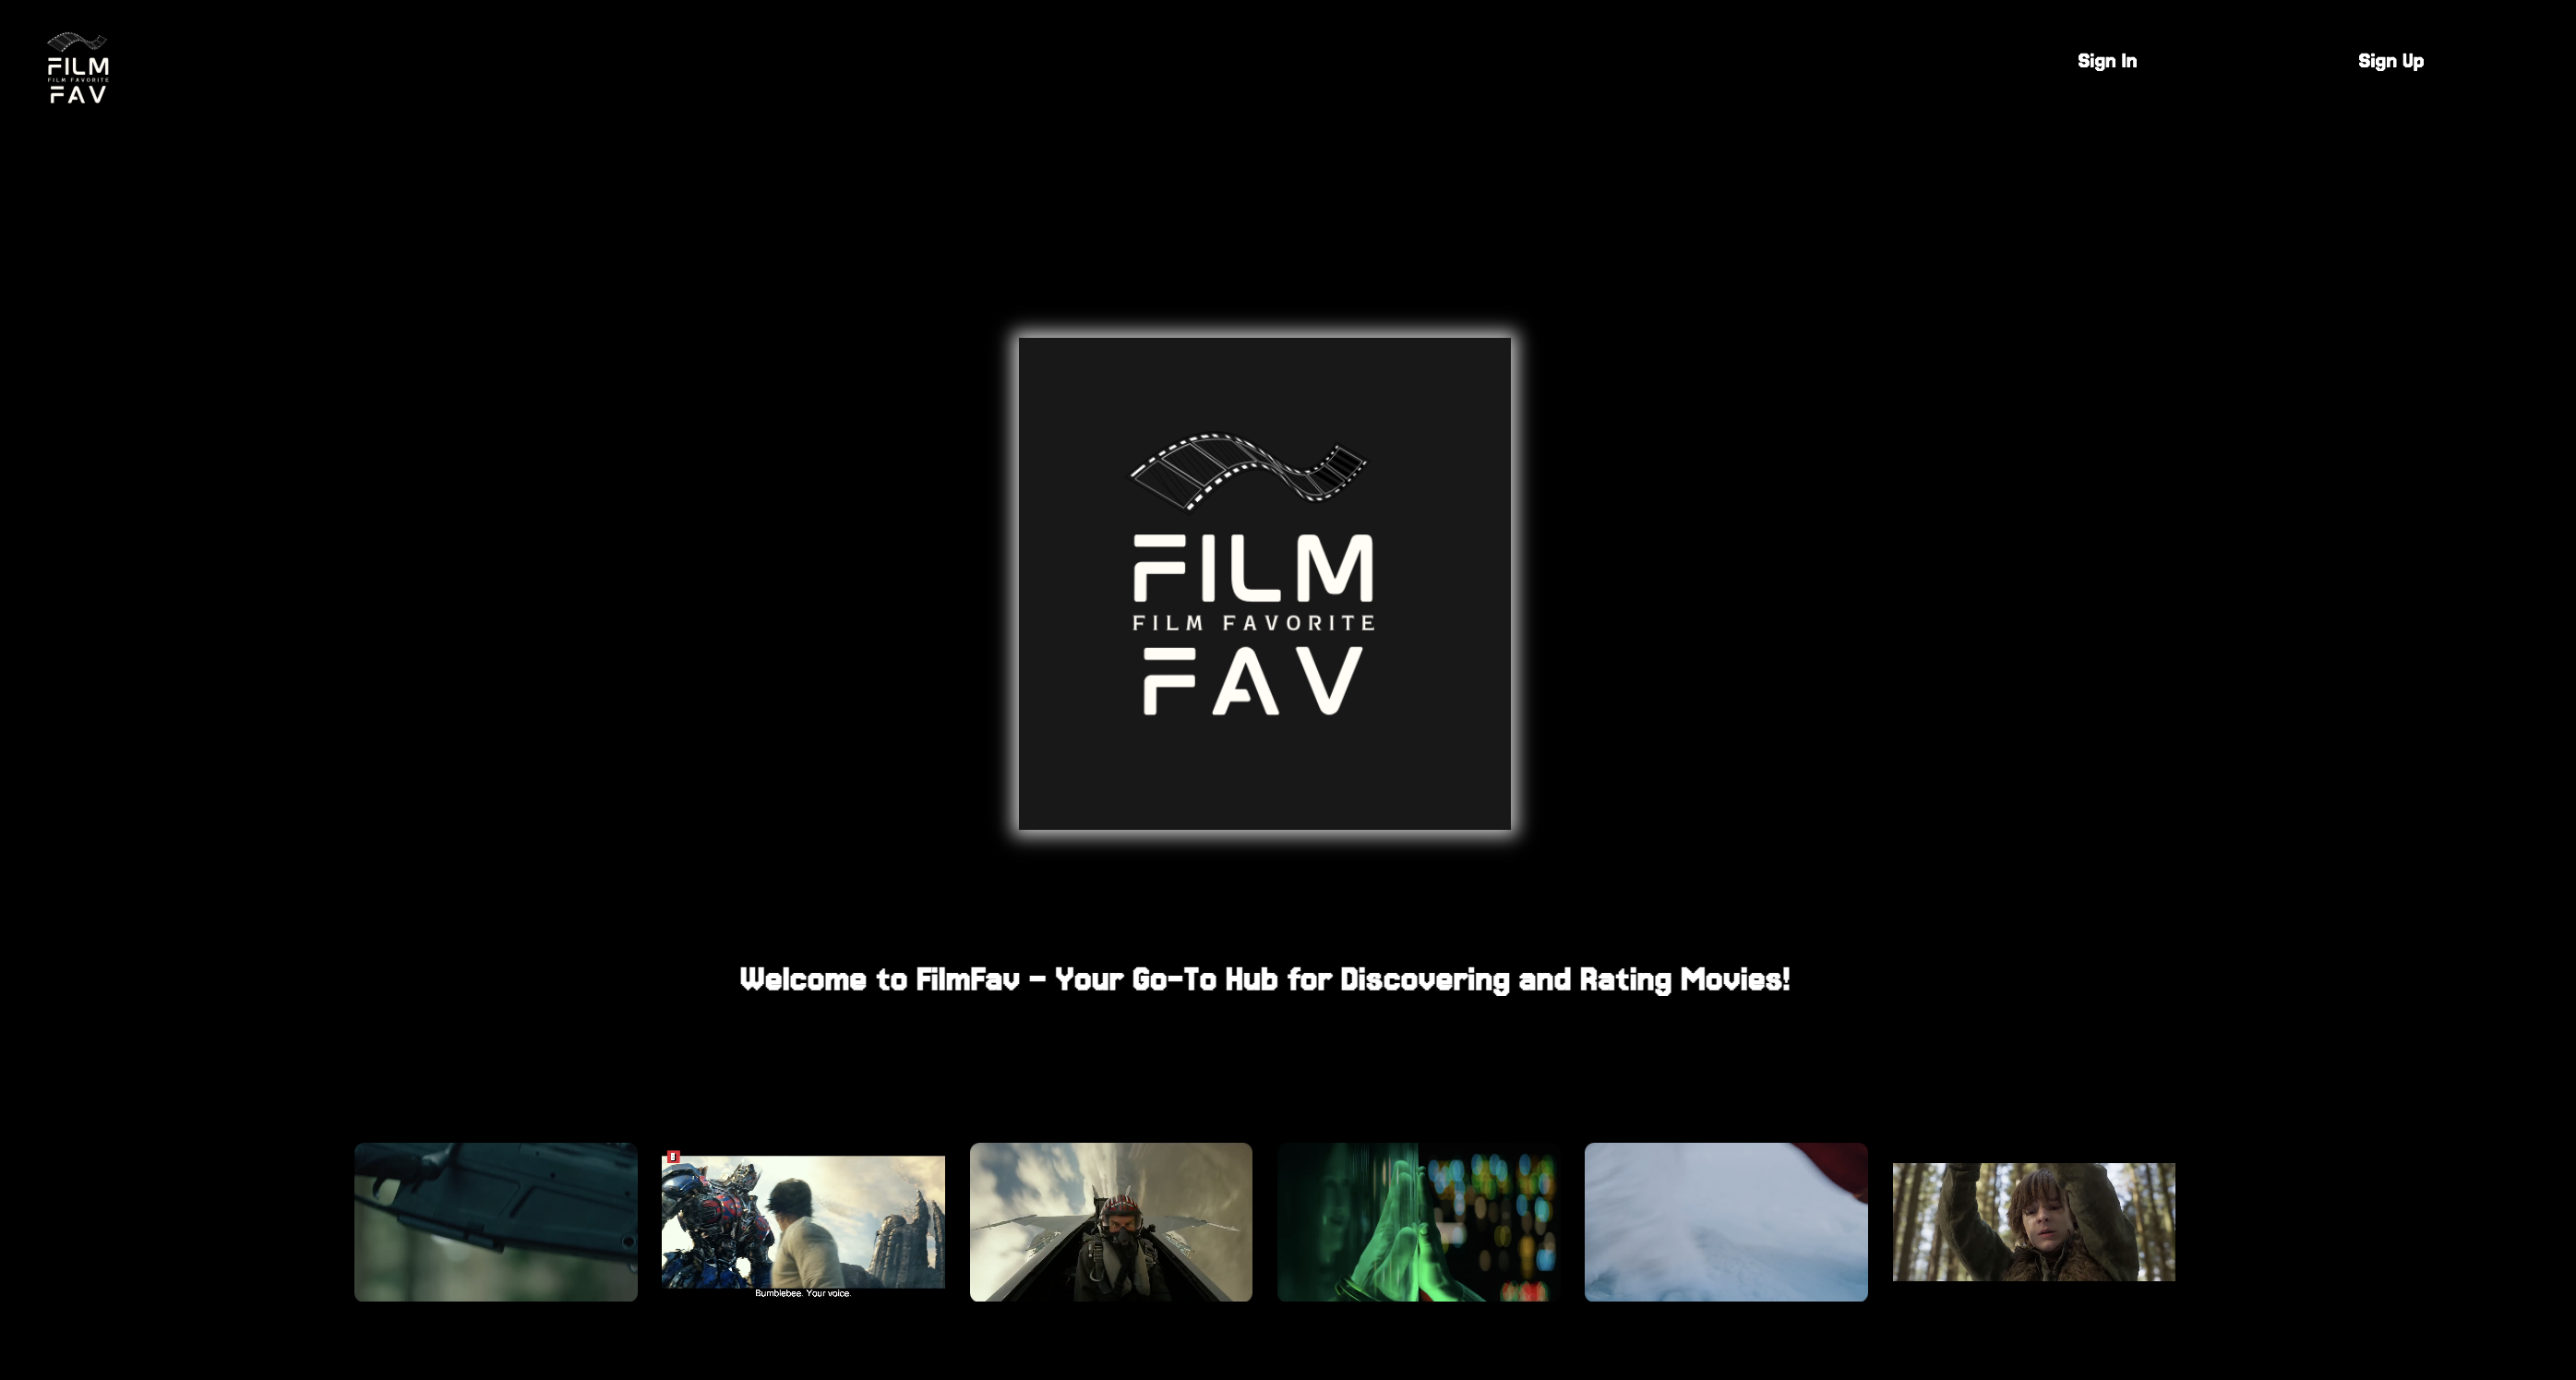 FILM
FILM FAVORITE
FAV
Sign In
Sign Up
FILM
FILM FAVORITE
FAV
Welcome to FilmFav - Your Go-To Hub for Discovering and Rating Movies!
Bumblebee. Your voice.